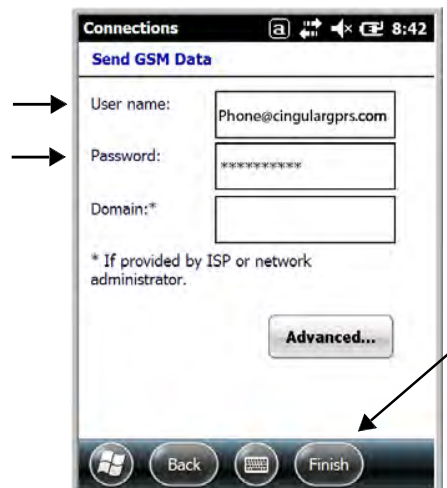 Connections
a
8:42
Send GSM Data
User name:
Phone@cingulargprs.com
Password:
**********
Domain:*
* If provided by ISP or network
administrator.
Advanced...
Back
Finish